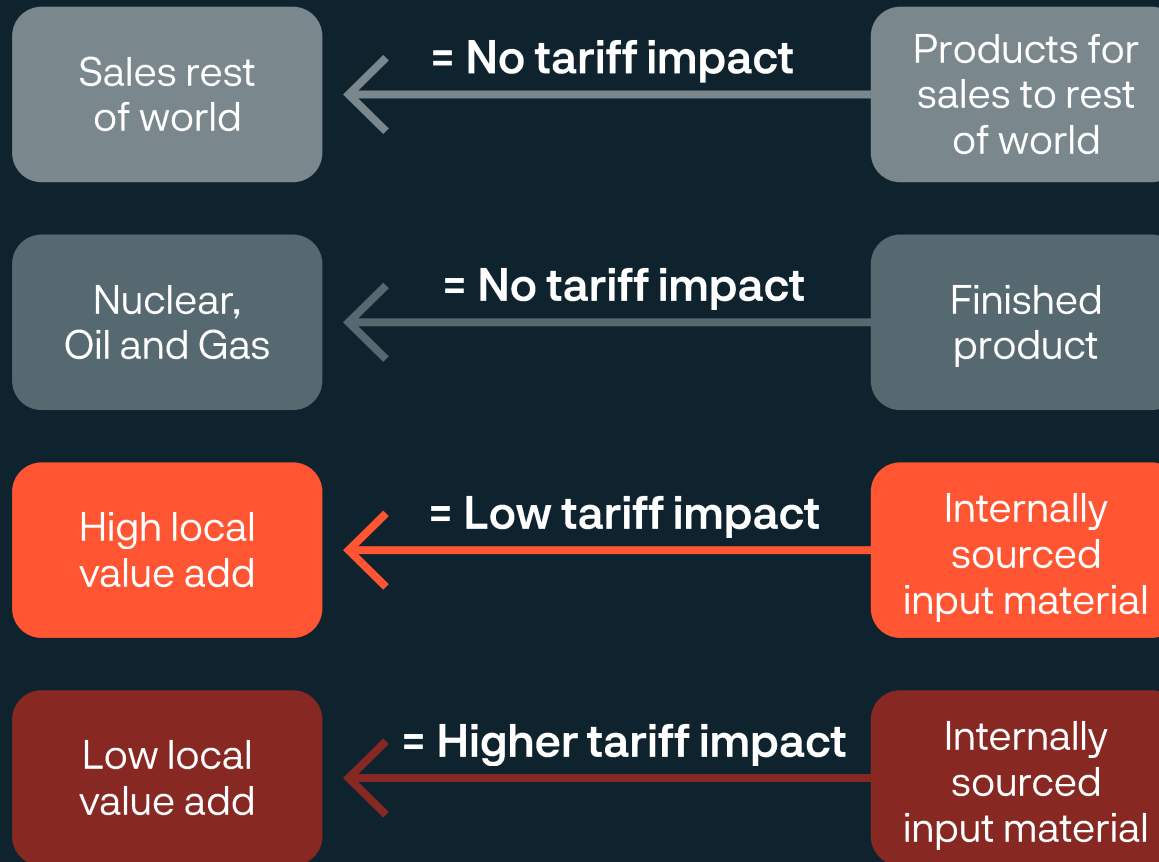 Sales rest
of world
= No tariff impact
Products for
sales to rest
of world
Nuclear,
Oil and Gas
= No tariff impact
Finished
product
High local
value add
= Low tariff impact
Internally
sourced
input material
Low local
value add
= Higher tariff impact
Internally
sourced
input material